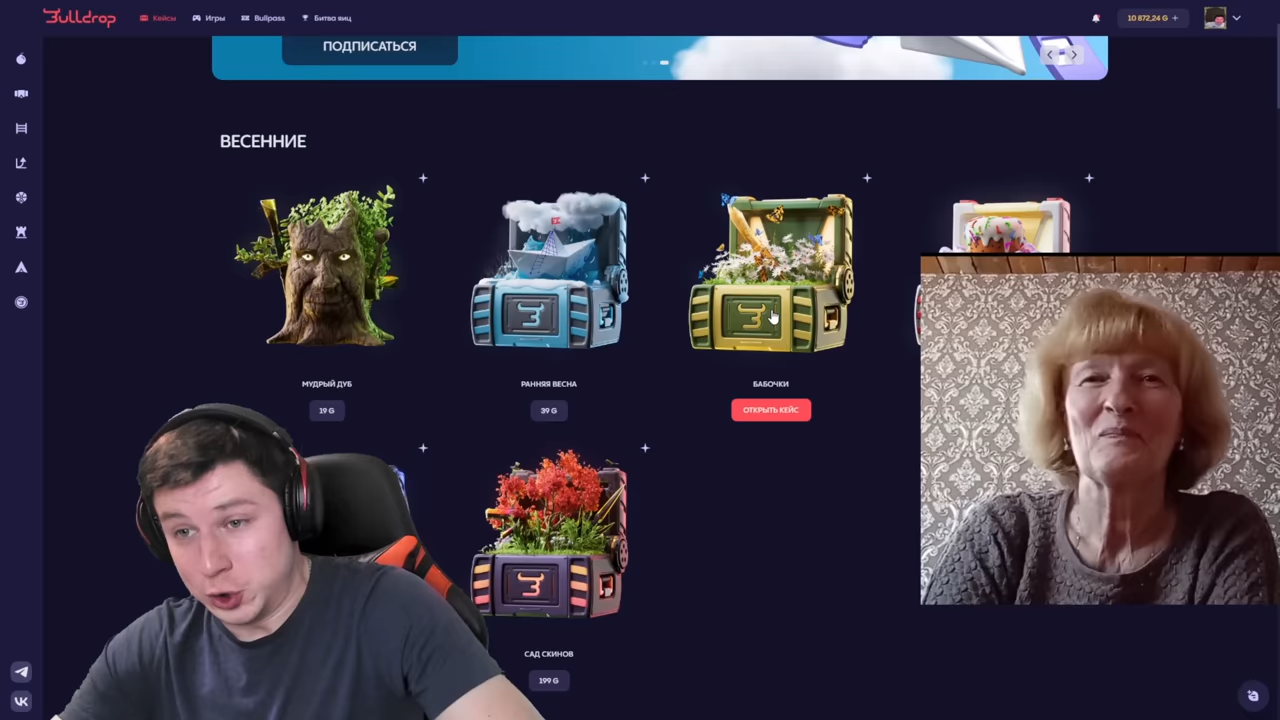 Bulldrop
Кейсы
Игры
Bullpass
Битва яиц
10 872,24 G +
ПОДПИСАТЬСЯ
ВЕСЕННИЕ
МУДРЫЙ ДУБ
19 G
РАННЯЯ ВЕСНА
39 G
БАБОЧКИ
ОТКРЫТЬ КЕЙС
САД СКИНОВ
199 G